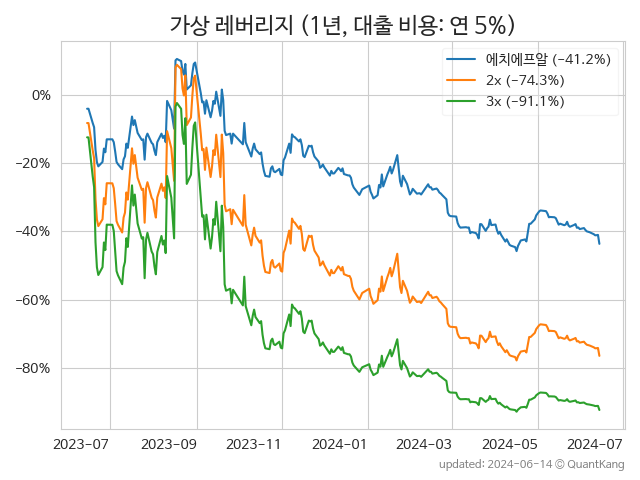 가상 레버리지 (1년, 대출 비용: 연 5%)
에치에프알 (−41.2%)
2x (−74.3%)
3x (−91.1%)
0%
−20%
−40%
−60%
−80%
2023-07 2023-09 2023-11 2024-01 2024-03 2024-05 2024-07
updated: 2024-06-14 © QuantKang